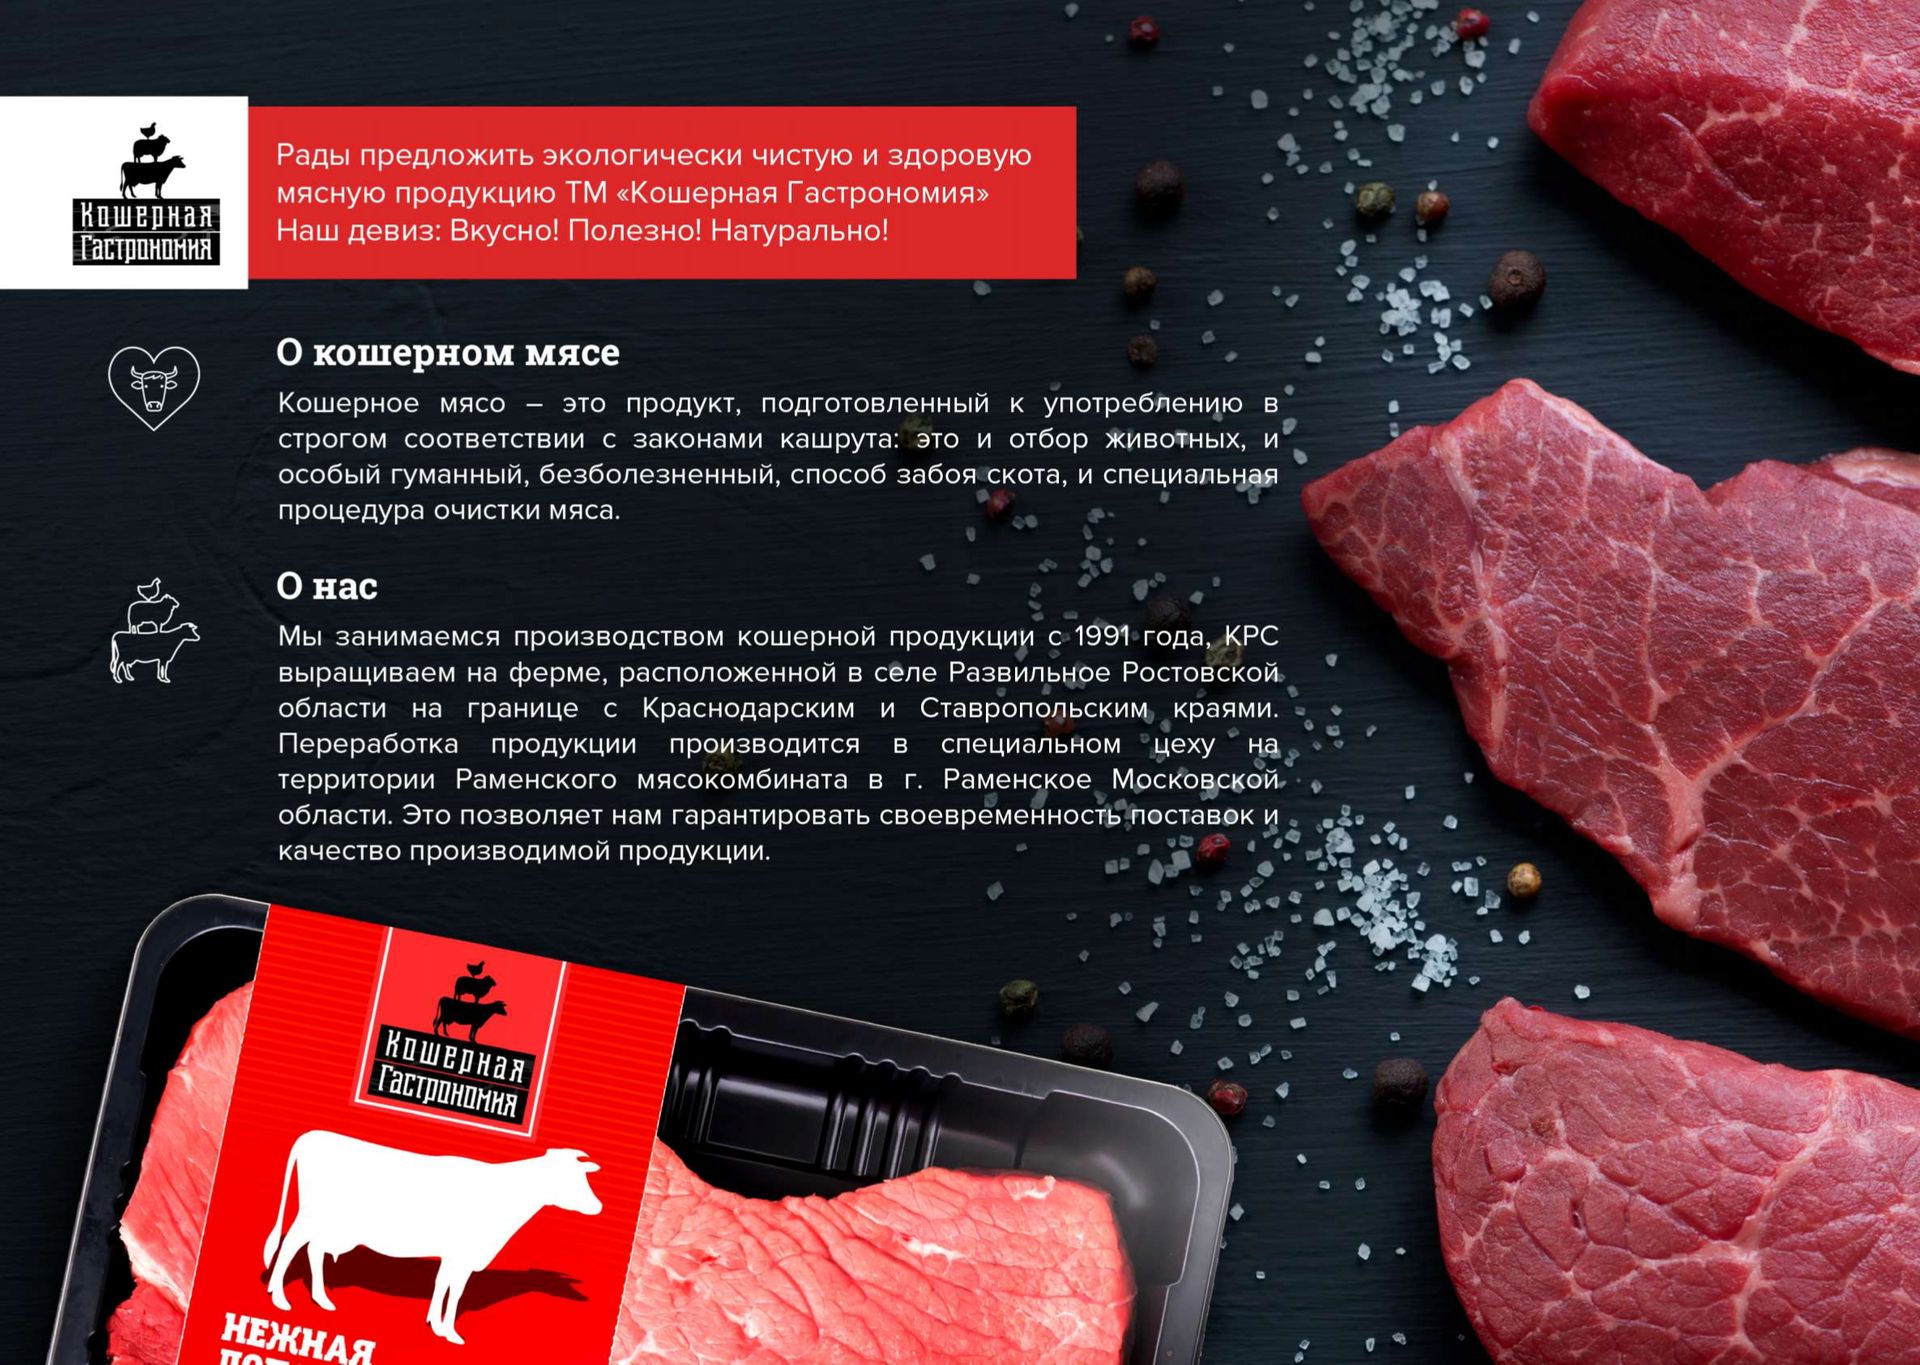 Кошерная
Гастрономия
Рады предложить экологически чистую и здоровую
мясную продукцию ТМ «Кошерная Гастрономия»
Наш девиз: Вкусно! Полезно! Натурально!
О кошерном мясе
Кошерное мясо – это продукт, подготовленный к употреблению в
строгом соответствии с законами кашрута: это и отбор животных, и
особый гуманный, безболезненный, способ забоя скота, и специальная
процедура очистки мяса.
О нас
Мы занимаемся производством кошерной продукции с 1991 года, КРС
выращиваем на ферме, расположенной в селе Развильное Ростовской
области на границе с Краснодарским и Ставропольским краями.
Переработка продукции производится в специальном цеху на
территории Раменского мясокомбината в г. Раменское Московской
области. Это позволяет нам гарантировать своевременность поставок и
качество производимой продукции.
Кошерная
Гастрономия
НЕЖНАЯ